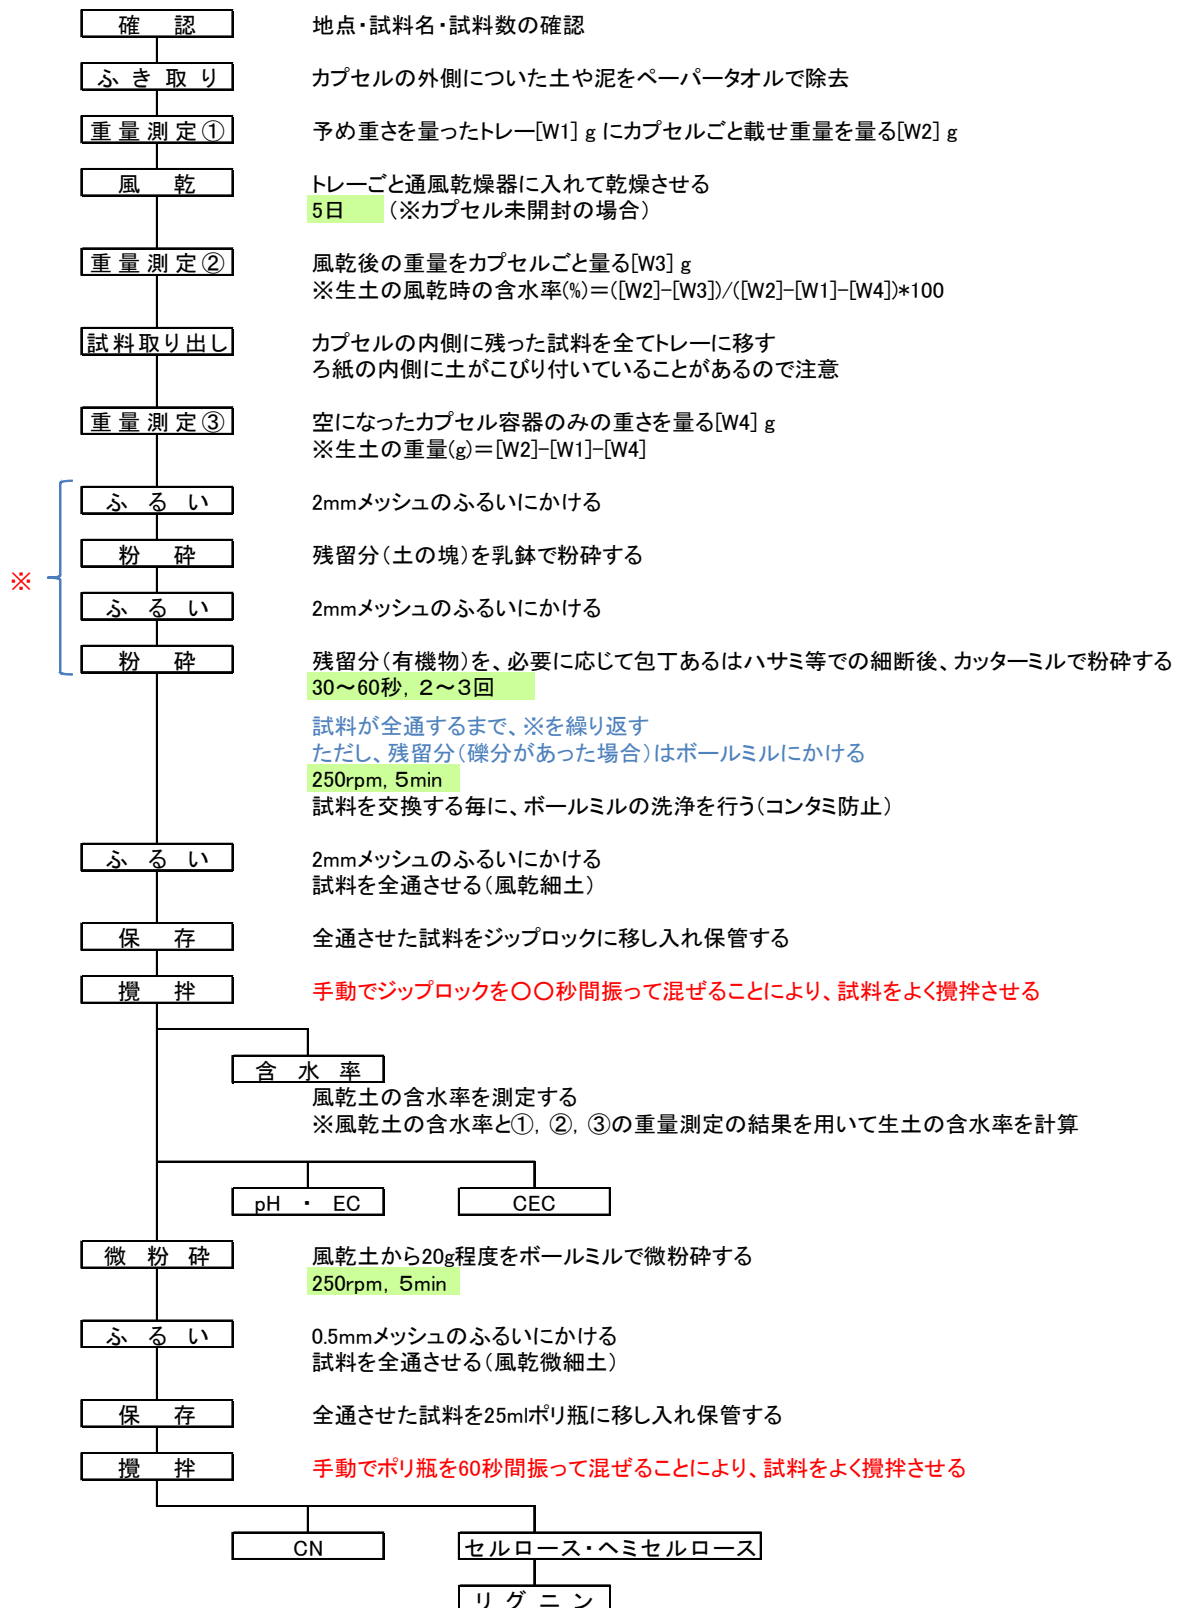 確　認　地点・試料名・試料数の確認
ふ き 取 り　カプセルの外側についた土や泥をペーパータオルで除去
重 量 測 定①　予め重さを量ったトレー[W1] g にカプセルごと載せ重量を量る[W2] g
風　乾　トレーごと通風乾燥器に入れて乾燥させる
5日　（※カプセル未開封の場合）
重 量 測 定②　風乾後の重量をカプセルごと量る[W3] g
※生土の風乾時の含水率(%)＝([W2]-[W3])/([W2]-[W1]-[W4])*100
試料取り出し　カプセルの内側に残った試料を全てトレーに移す
ろ紙の内側に土がこびり付いていることがあるので注意
重 量 測 定③　空になったカプセル容器のみの重さを量る[W4] g
※生土の重量(g)＝[W2]-[W1]-[W4]
ふ る い　2mmメッシュのふるいにかける
粉　砕　残留分（土の塊）を乳鉢で粉砕する
※
ふ る い　2mmメッシュのふるいにかける
粉　砕　残留分（有機物）を、必要に応じて包丁あるはハサミ等での細断後、カッターミルで粉砕する
30～60秒, 2～3回
試料が全通するまで、※を繰り返す
ただし、残留分（礫分があった場合）はボールミルにかける
250rpm, 5min
試料を交換する毎に、ボールミルの洗浄を行う（コンタミ防止）
ふ る い　2mmメッシュのふるいにかける
試料を全通させる（風乾細土）
保　存　全通させた試料をジップロックに移し入れ保管する
攪　拌　手動でジップロックを〇〇秒間振って混ぜることにより、試料をよく攪拌させる
含 水 率
風乾土の含水率を測定する
※風乾土の含水率と①, ②, ③の重量測定の結果を用いて生土の含水率を計算
pH ・ EC　CEC
微 粉 砕　風乾土から20g程度をボールミルで微粉砕する
250rpm, 5min
ふ る い　0.5mmメッシュのふるいにかける
試料を全通させる（風乾微細土）
保　存　全通させた試料を25mlポリ瓶に移し入れ保管する
攪　拌　手動でポリ瓶を60秒間振って混ぜることにより、試料をよく攪拌させる
CN　セルロース・ヘミセルロース
リ グ ニ ン